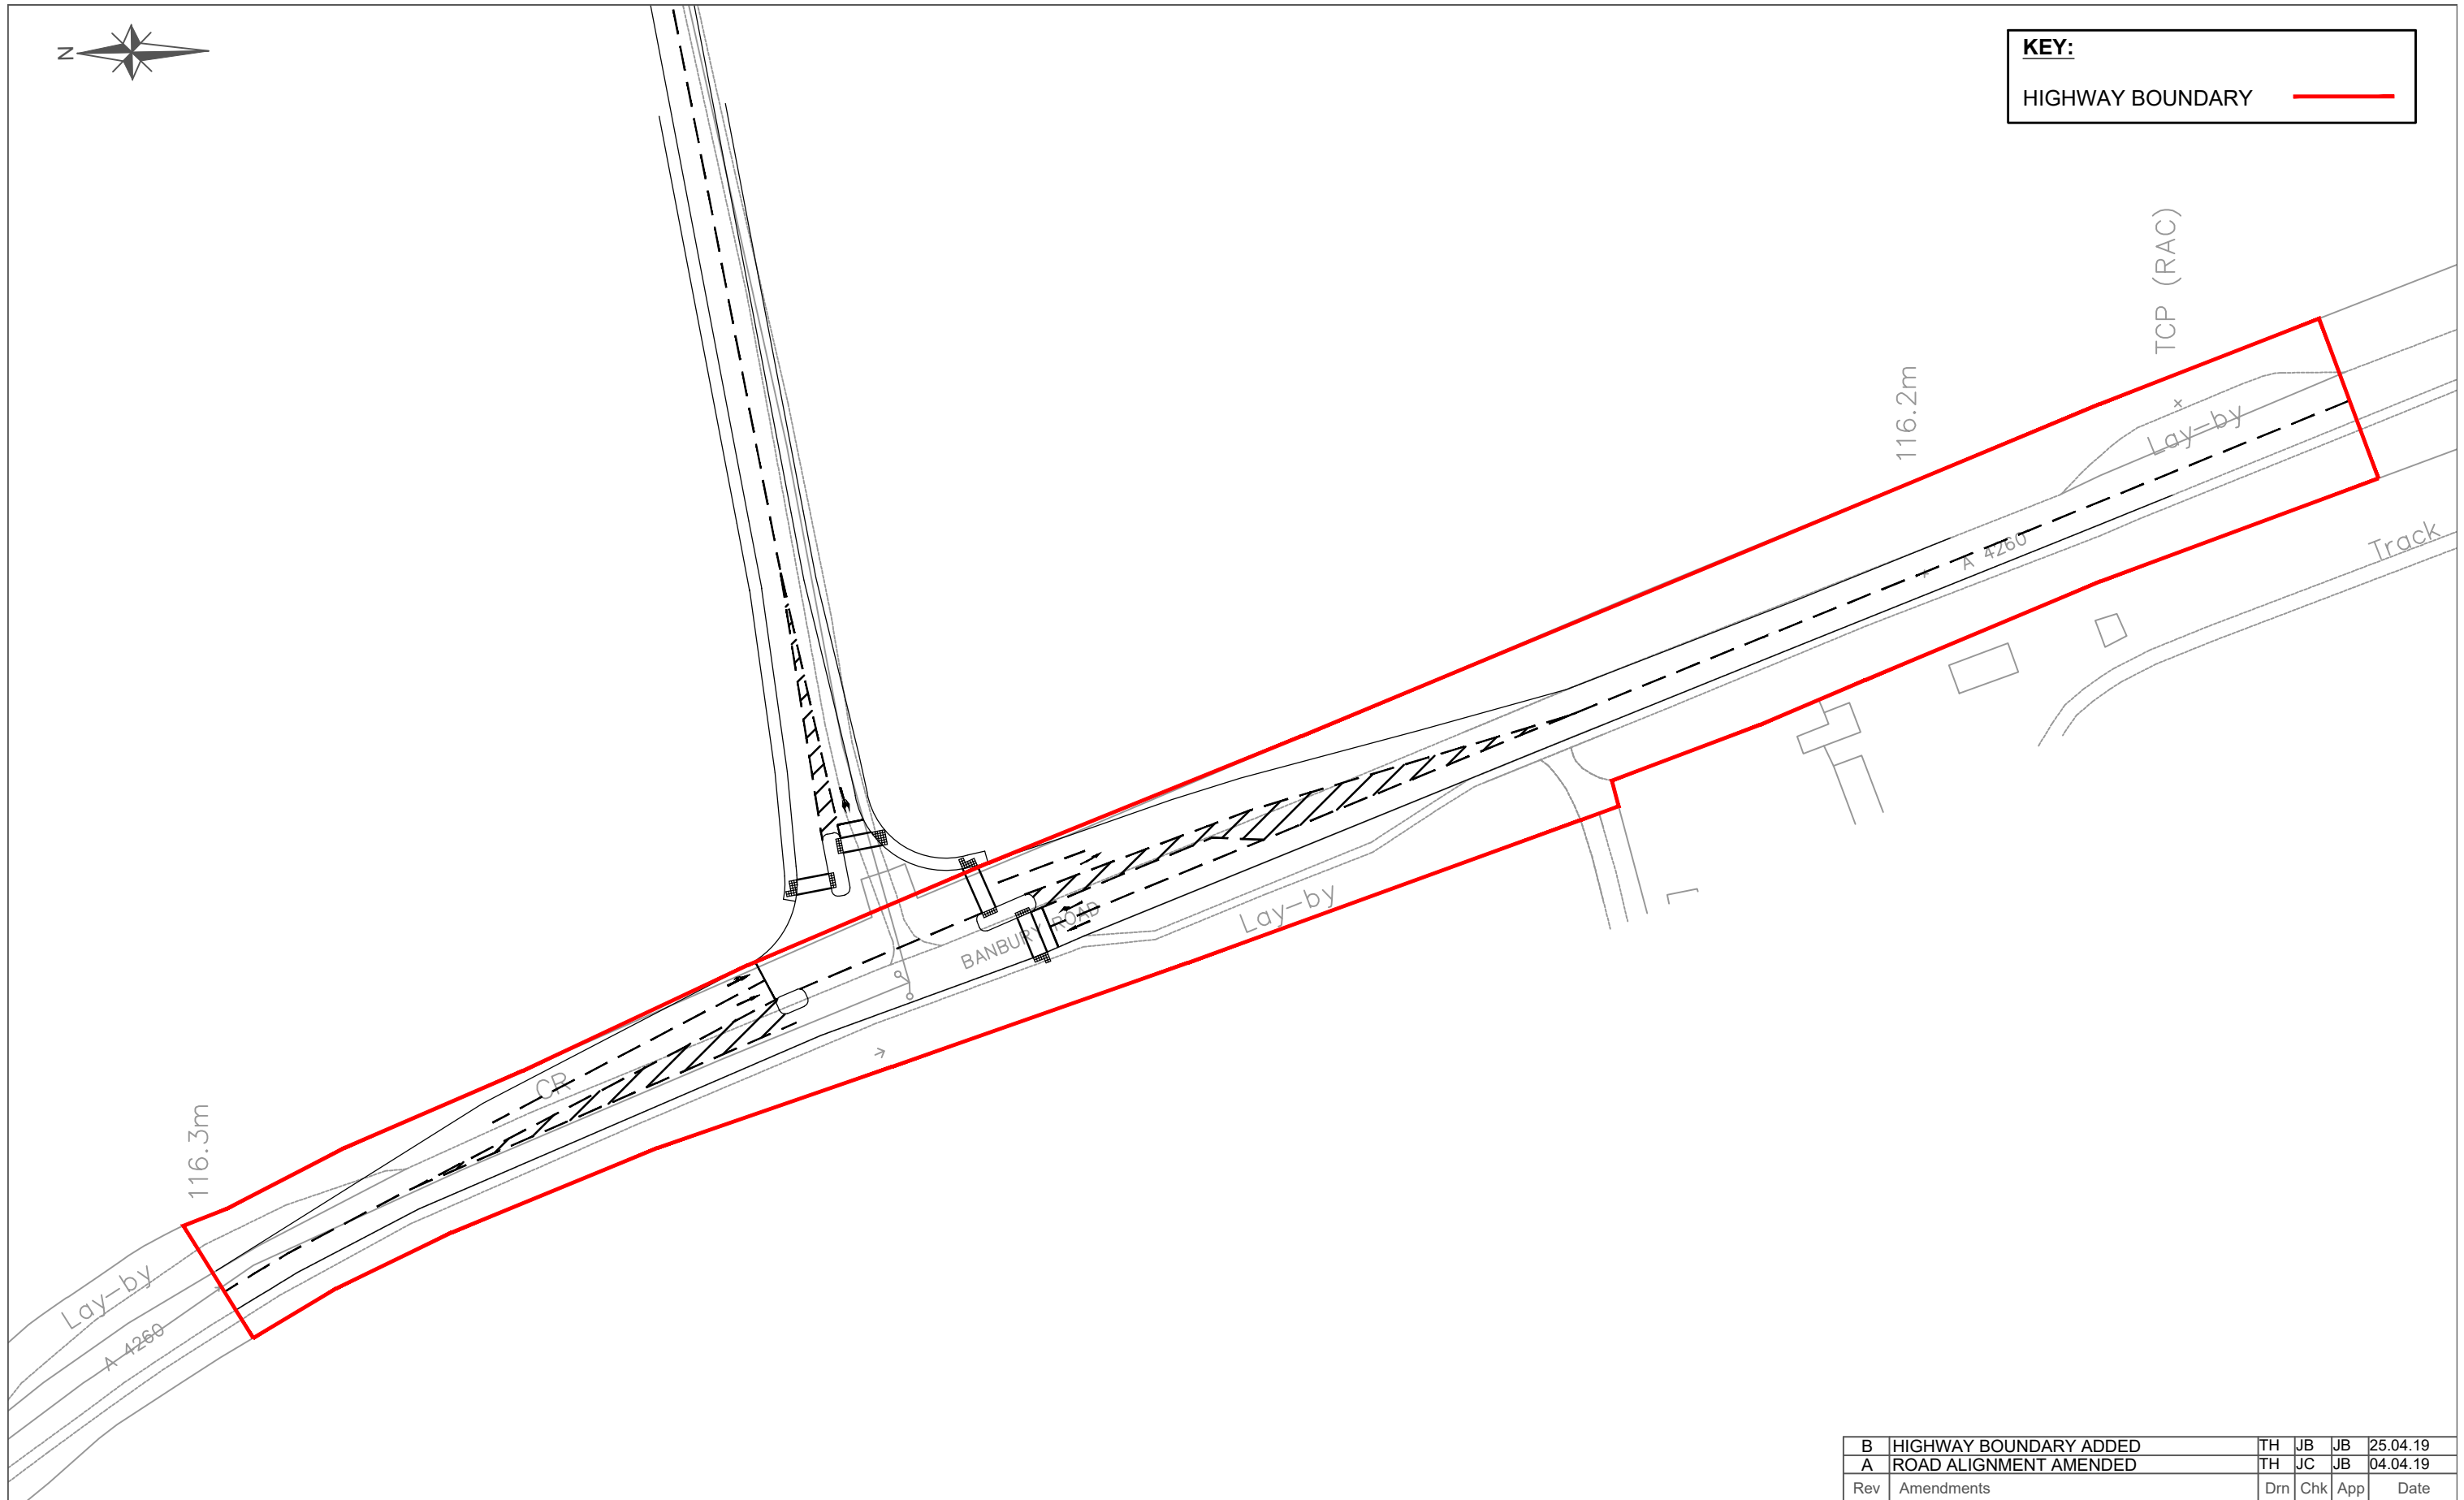 N
KEY:
HIGHWAY BOUNDARY
TCP (RAC)
116.2m
Lay-by
A 4260
Track
BANBURY ROAD
Lay-by
CR
116.3m
Lay-by
A 4260
B HIGHWAY BOUNDARY ADDED TH JB JB 25.04.19
A ROAD ALIGNMENT AMENDED TH JC JB 04.04.19
Rev Amendments Drn Chk App Date